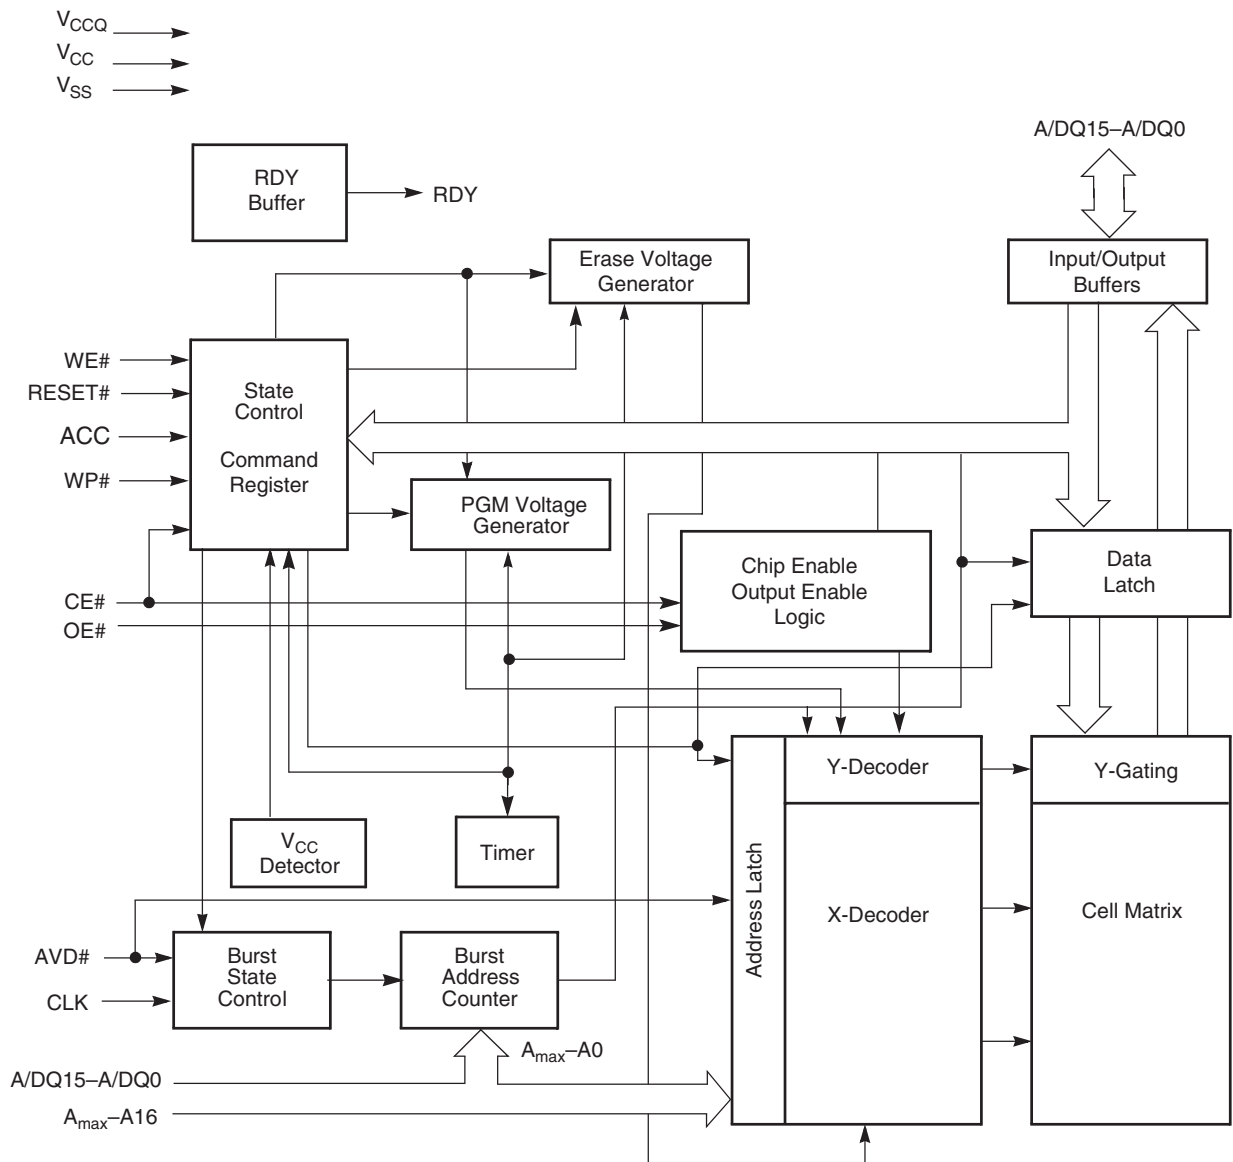 VCCQ
VCC
VSS
A/DQ15–A/DQ0
RDY
Buffer
RDY
Erase Voltage
Generator
Input/Output
Buffers
WE#
RESET#
ACC
WP#
CE#
OE#
State
Control
Command
Register
PGM Voltage
Generator
Chip Enable
Output Enable
Logic
Data
Latch
VCC
Detector
Timer
Address Latch
Y-Decoder
X-Decoder
Y-Gating
Cell Matrix
AVD#
CLK
Burst
State
Control
Burst
Address
Counter
Amax–A0
A/DQ15–A/DQ0
Amax–A16